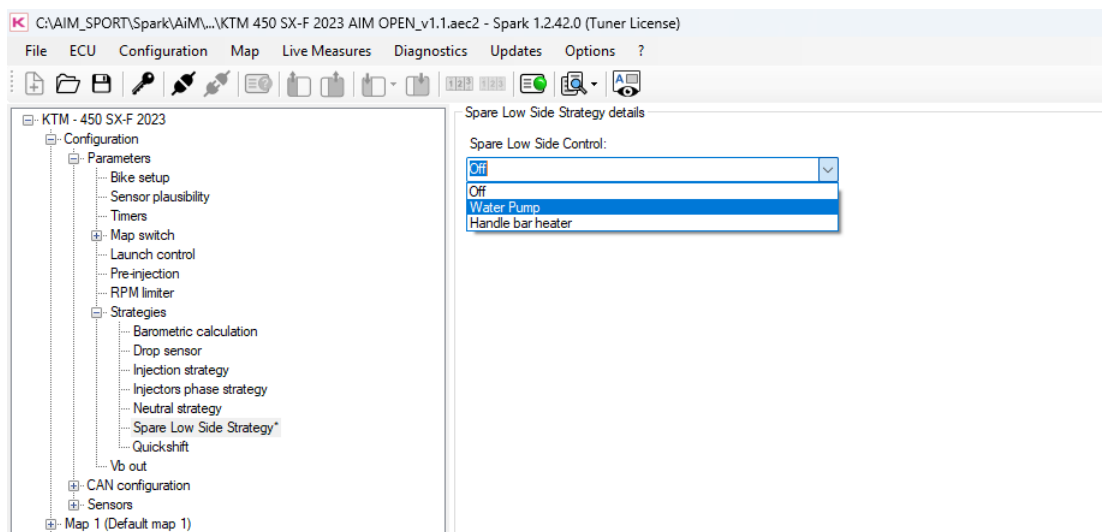 K C:\AIM_SPORT\Spark\AiM\...\KTM 450 SX-F 2023 AIM OPEN_v1.1.aec2 - Spark 1.2.42.0 (Tuner License)
File ECU Configuration Map Live Measures Diagnostics Updates Options ?
KTM - 450 SX-F 2023
Configuration
Parameters
Bike setup
Sensor plausibility
Timers
Map switch
Launch control
Pre-injection
RPM limiter
Strategies
Barometric calculation
Drop sensor
Injection strategy
Injectors phase strategy
Neutral strategy
Spare Low Side Strategy*
Quickshift
Vb out
CAN configuration
Sensors
Map 1 (Default map 1)
Spare Low Side Strategy details
Spare Low Side Control:
Off
Off
Water Pump
Handle bar heater